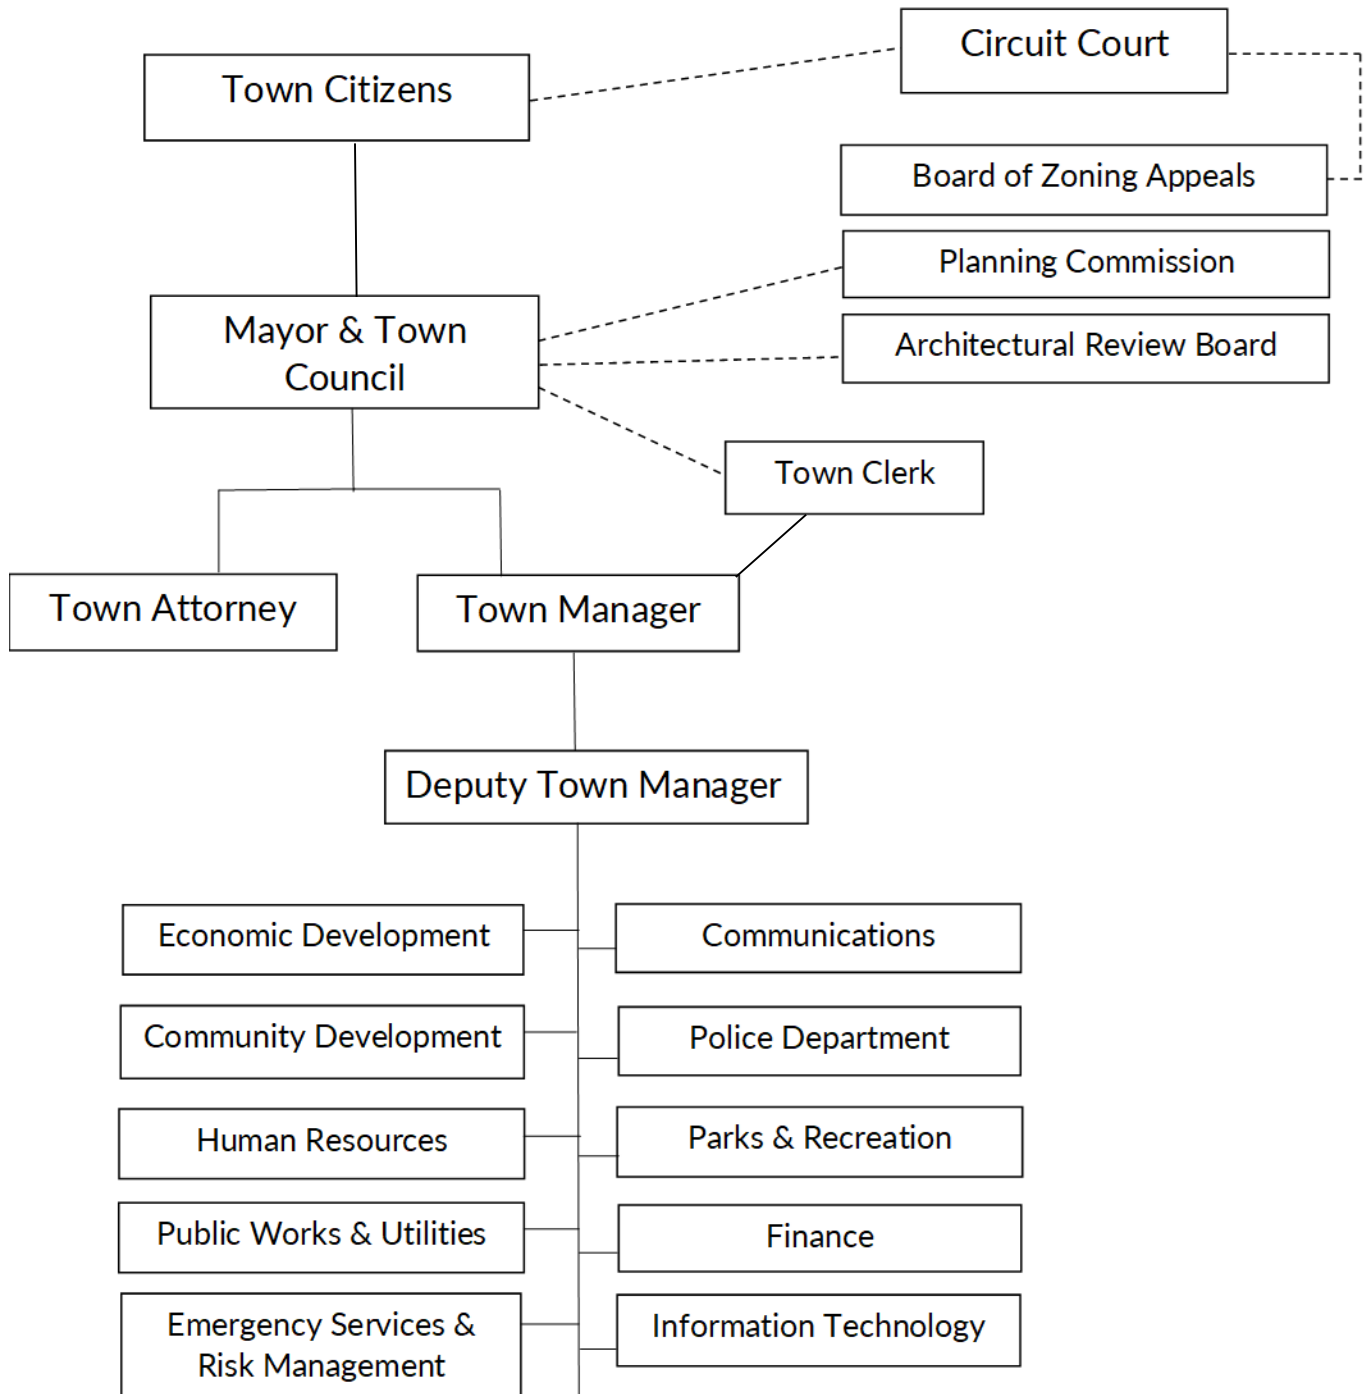 Circuit Court
Town Citizens
Board of Zoning Appeals
Planning Commission
Mayor & Town
Council
Architectural Review Board
Town Clerk
Town Attorney
Town Manager
Deputy Town Manager
Economic Development
Communications
Community Development
Police Department
Human Resources
Parks & Recreation
Public Works & Utilities
Finance
Emergency Services &
Risk Management
Information Technology